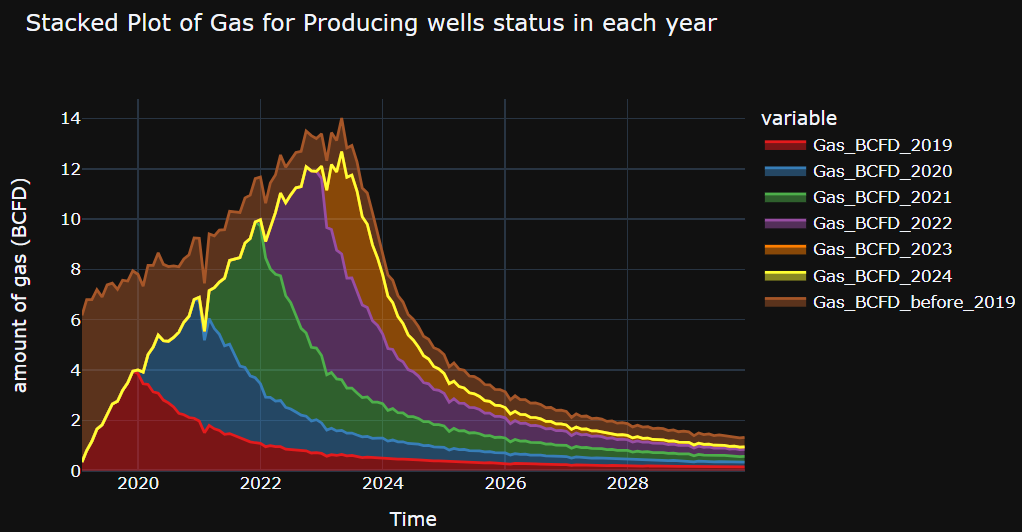 Stacked Plot of Gas for Producing wells status in each year
variable
Gas_BCFD_2019
Gas_BCFD_2020
Gas_BCFD_2021
Gas_BCFD_2022
Gas_BCFD_2023
Gas_BCFD_2024
Gas_BCFD_before_2019
amount of gas (BCFD)
14
12
10
8
6
4
2
0
2020 2022 2024 2026 2028
Time